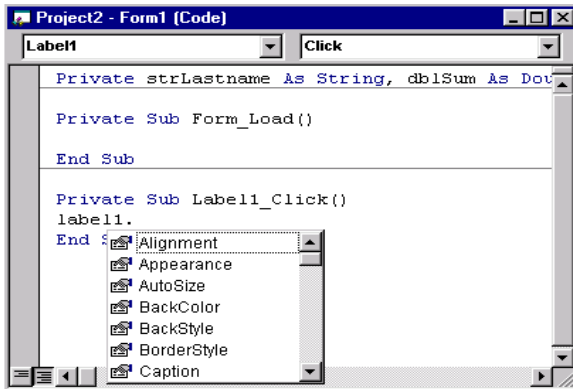 Project2 - Form1 (Code)
Label1 Click
Private strLastname As String, dblSum As Dou
Private Sub Form_Load()
End Sub
Private Sub Label1_Click()
label1.
End S
Alignment
Appearance
AutoSize
BackColor
BackStyle
BorderStyle
Caption